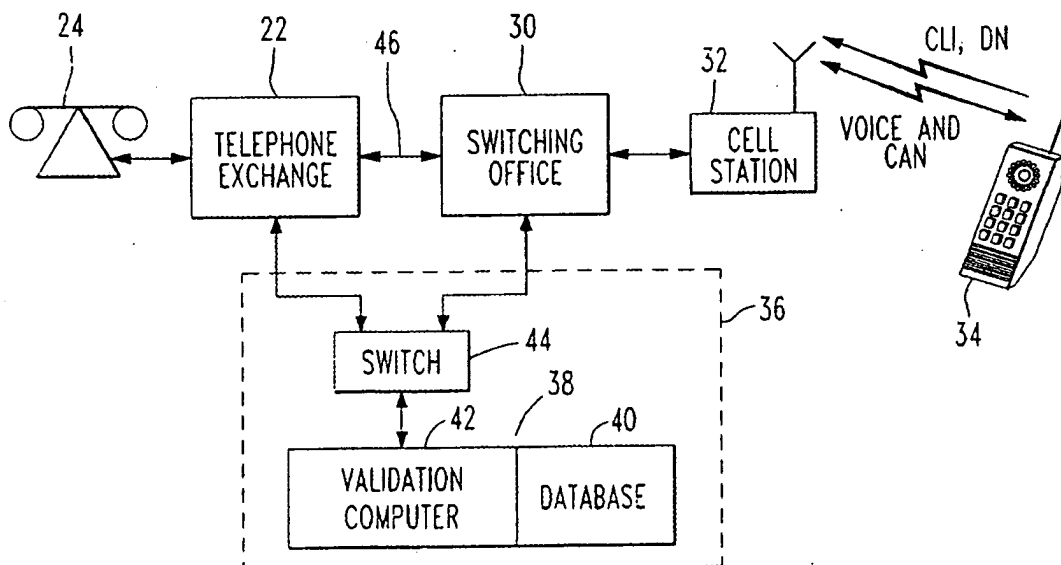 24
22
46
30
32
CLI, DN
TELEPHONE
EXCHANGE
SWITCHING
OFFICE
CELL
STATION
VOICE AND
CAN
34
36
SWITCH
44
38
42
40
VALIDATION
COMPUTER
DATABASE